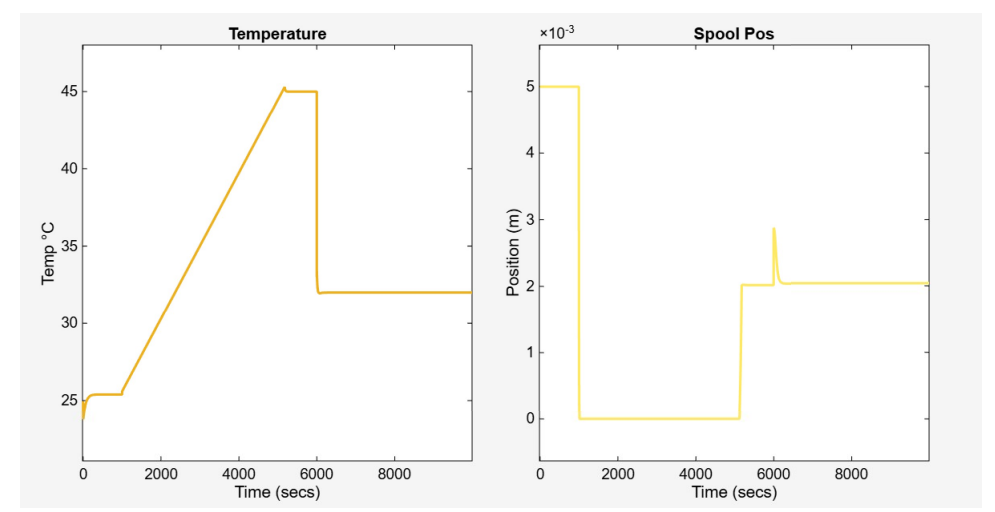 Temperature
45
40
35
30
25
Temp °C
0 2000 4000 6000 8000
Time (secs)
×10⁻³
Spool Pos
5
4
3
2
1
0
Position (m)
0 2000 4000 6000 8000
Time (secs)